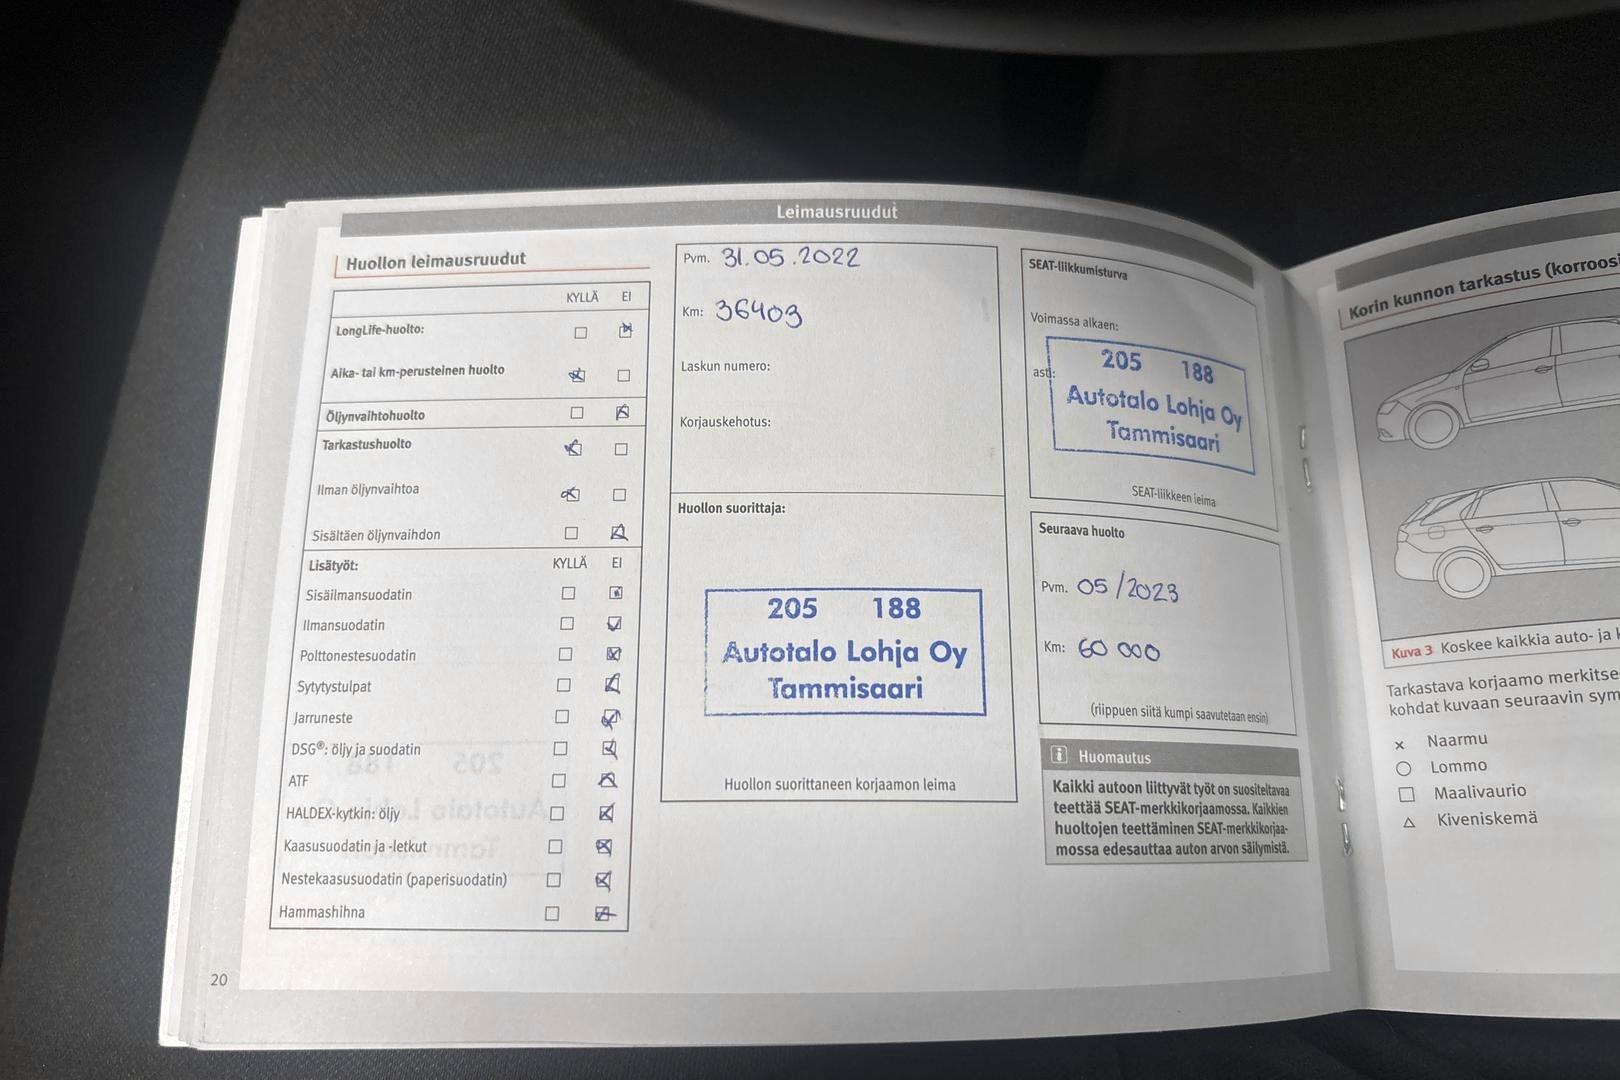 Leimausruudut
Huollon leimausruudut
KYLLÄ EI
LongLife-huolto:
Aika- tai km-perusteinen huolto
Öljynvaihtohuolto
Tarkastushuolto
Ilman öljynvaihtoa
Sisältäen öljynvaihdon
Lisätyöt: KYLLÄ EI
Sisäilmansuodatin
Ilmansuodatin
Polttonestesuodatin
Sytytystulpat
Jarruneste
DSG®: öljy ja suodatin
ATF
HALDEX-kytkin: öljy
Kaasusuodatin ja -letkut
Nestekaasusuodatin (paperisuodatin)
Hammashihna
20
Pvm. 31.05.2022
Km: 36403
Laskun numero:
Korjauskehotus:
Huollon suorittaja:
205 188
Autotalo Lohja Oy
Tammisaari
Huollon suorittaneen korjaamon leima
SEAT-liikkumisturva
Voimassa alkaen:
asti:
205 188
Autotalo Lohja Oy
Tammisaari
SEAT-liikkeen leima
Seuraava huolto
Pvm. 05/2023
Km: 60 000
(riippuen siitä kumpi saavutetaan ensin)
i Huomautus
Kaikki autoon liittyvät työt on suositeltavaa
teettää SEAT-merkkikorjaamossa. Kaikkien
huoltojen teettäminen SEAT-merkkikorjaa-
mossa edesauttaa auton arvon säilymistä.
Korin kunnon tarkastus (korroosi
Kuva 3 Koskee kaikkia auto- ja
Tarkastava korjaamo merkitse
kohdat kuvaan seuraavin sym
x Naarmu
Lommo
Maalivaurio
Kiveniskemä